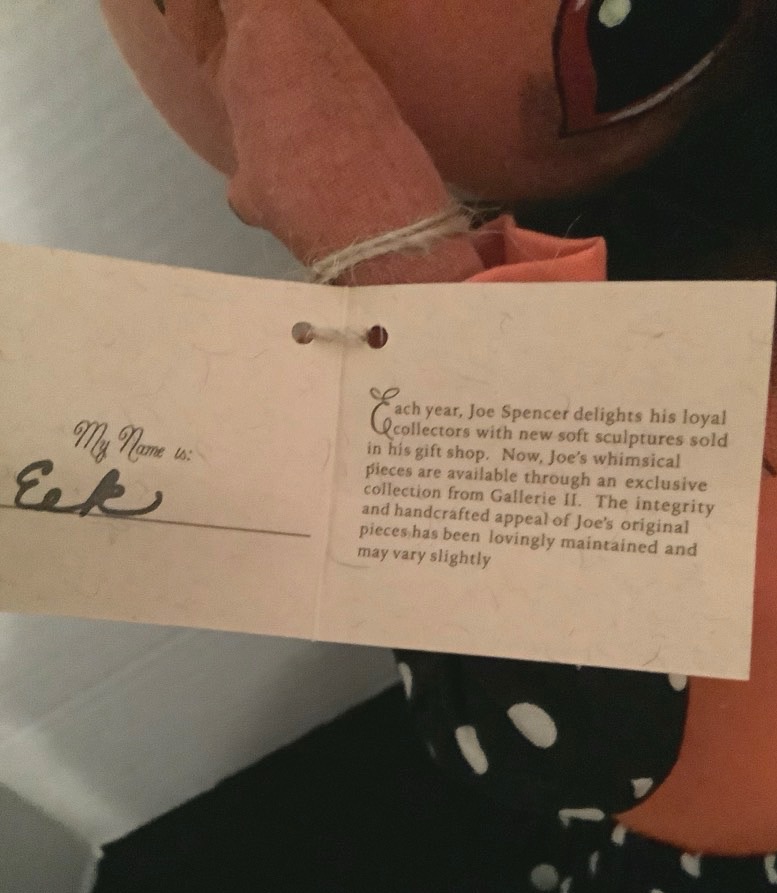 My Name is:
Eek
Each year, Joe Spencer delights his loyal
collectors with new soft sculptures sold
in his gift shop. Now, Joe's whimsical
pieces are available through an exclusive
collection from Gallerie II. The integrity
and handcrafted appeal of Joe's original
pieces has been lovingly maintained and
may vary slightly